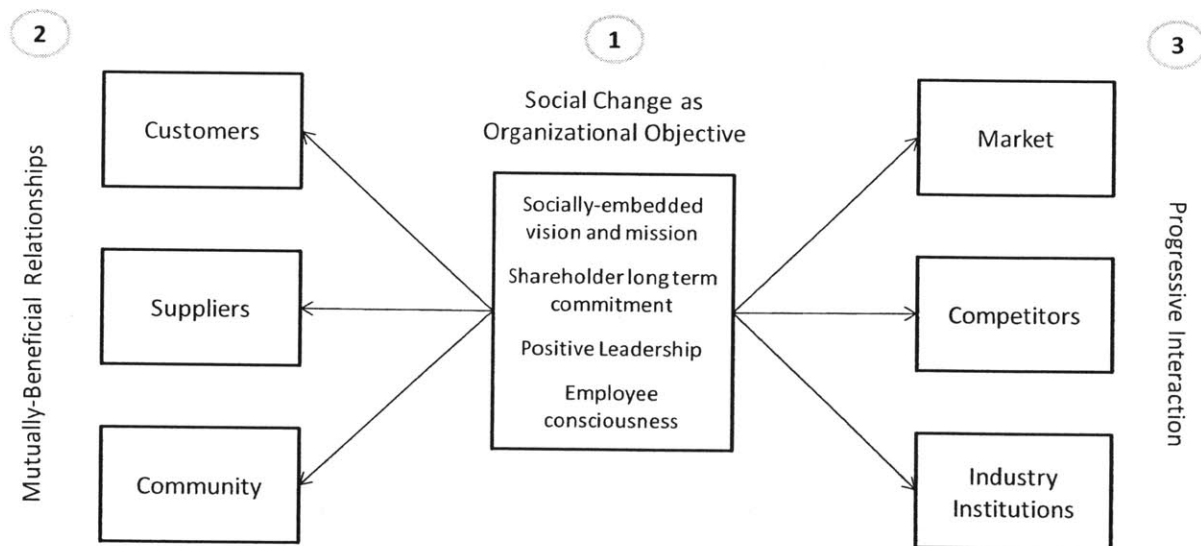 2
1
3
Social Change as
Organizational Objective
Mutually-Beneficial Relationships
Customers
Suppliers
Community
Socially-embedded
vision and mission
Shareholder long term
commitment
Positive Leadership
Employee
consciousness
Market
Competitors
Industry
Institutions
Progressive Interaction